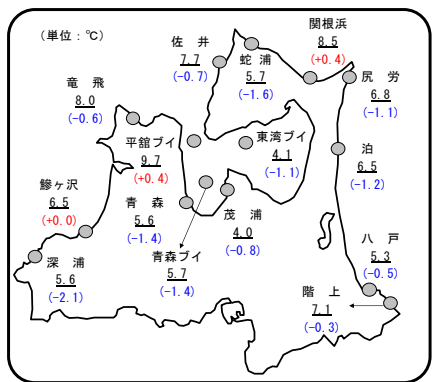 （単位：℃）
関根浜
8.5
(+0.4)
佐井
7.7
(-0.7)
蛇浦
5.7
(-1.6)
尻労
6.8
(-1.1)
竜飛
8.0
(-0.6)
平舘ブイ
9.7
(+0.4)
東湾ブイ
4.1
(-1.1)
泊
6.5
(-1.2)
鰺ヶ沢
6.5
(+0.0)
青森
5.6
(-1.4)
茂浦
4.0
(-0.8)
八戸
5.3
(-0.5)
深浦
5.6
(-2.1)
青森ブイ
5.7
(-1.4)
階上
7.1
(-0.3)